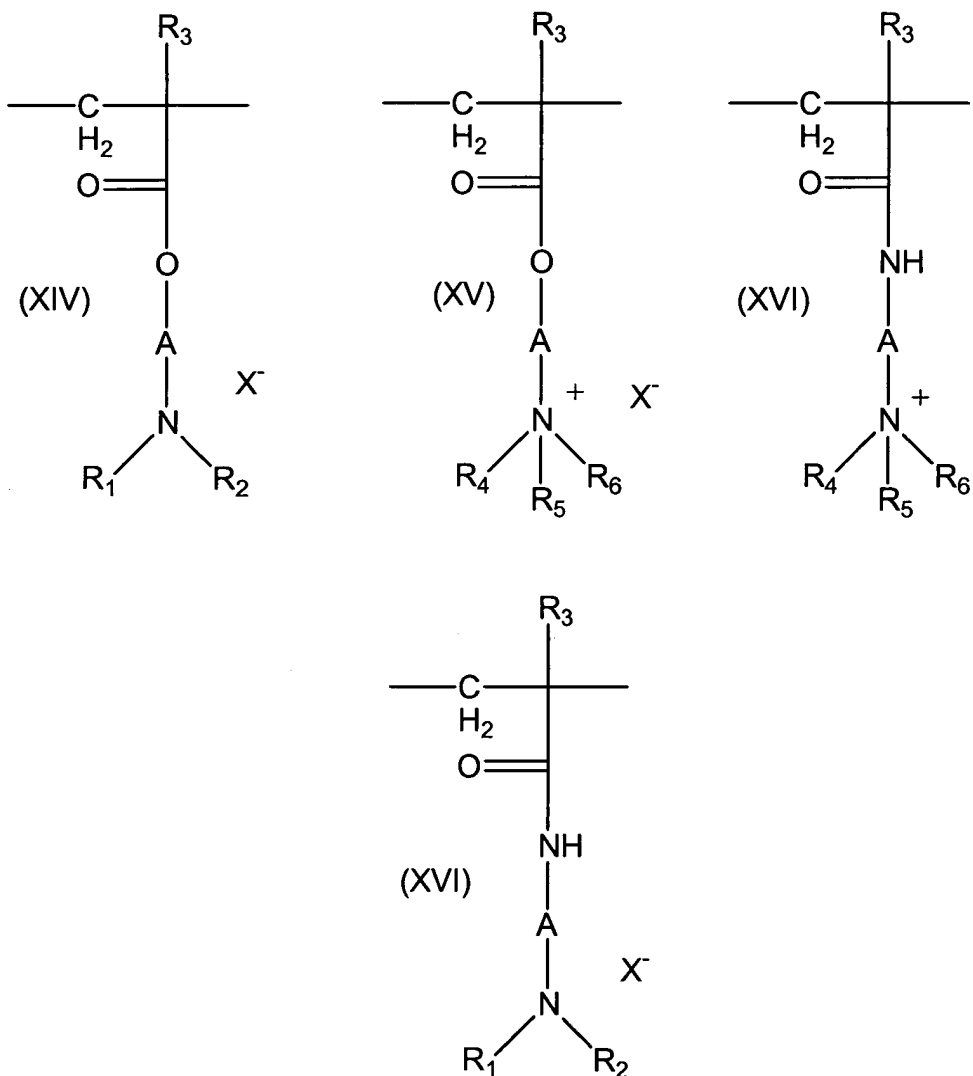 R3 R3 R3
C C C
H2 H2 H2
O O O
O O NH
(XIV) (XV) (XVI)
A A A
X- + X- +
N N N
R1 R2 R4 R5 R6 R4 R5 R6
R3
C
H2
O
NH
(XVI)
A
X-
N
R1 R2